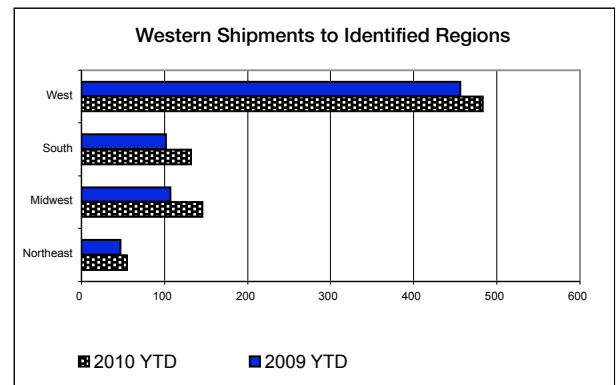 Western Shipments to Identified Regions
West
South
Midwest
Northeast
0 100 200 300 400 500 600
2010 YTD 2009 YTD